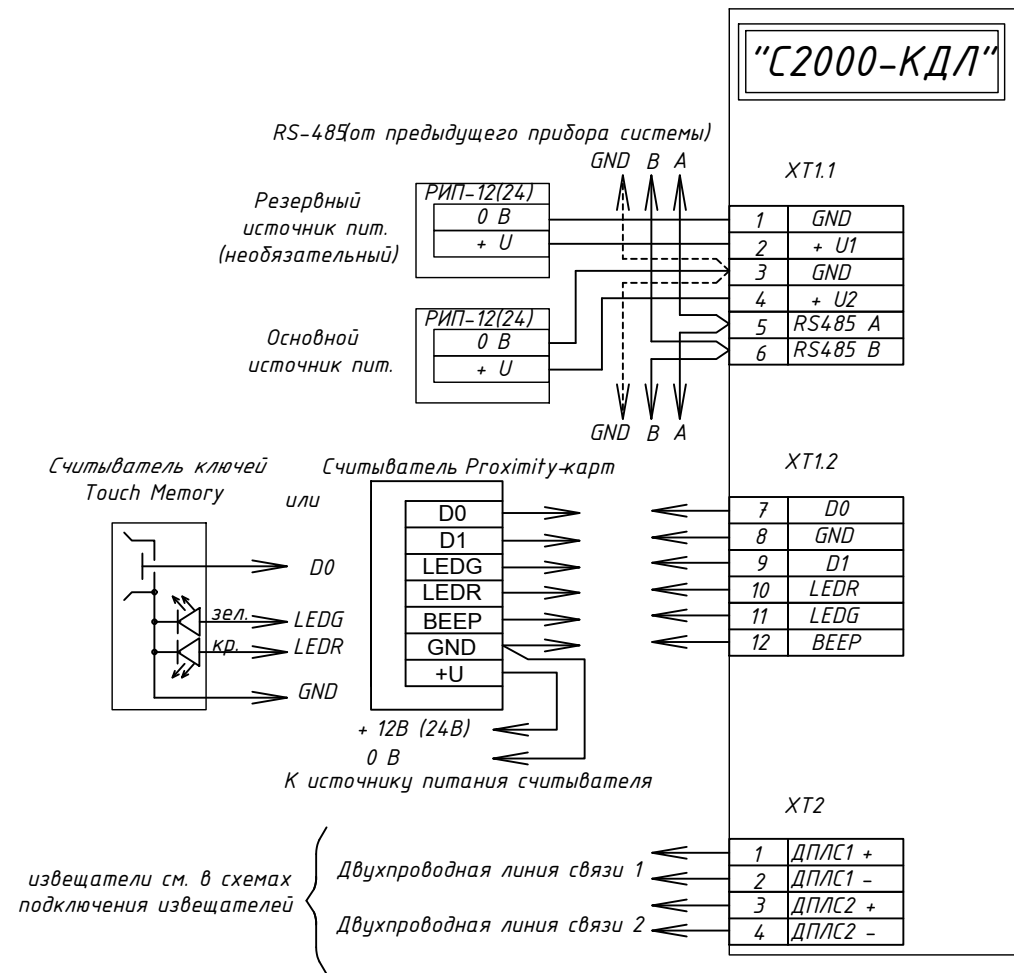 "С2000-КДЛ"
RS-485(от предыдущего прибора системы)
GND B A
XT1.1
Резервный
источник пит.
(необязательный)
РИП-12(24)
0 В
+ U
1 GND
2 + U1
3 GND
4 + U2
5 RS485 A
6 RS485 B
Основной
источник пит.
РИП-12(24)
0 В
+ U
GND B A
XT1.2
Считыватель ключей
Touch Memory
или
Считыватель Proximity-карт
D0
LEDG
LEDR
GND
зел.
кр.
D0
D1
LEDG
LEDR
BEEP
GND
+U
7 D0
8 GND
9 D1
10 LEDR
11 LEDG
12 BEEP
+ 12В (24В)
0 В
К источнику питания считывателя
XT2
извещатели см. в схемах
подключения извещателей
Двухпроводная линия связи 1
Двухпроводная линия связи 2
1 ДПЛС1 +
2 ДПЛС1 -
3 ДПЛС2 +
4 ДПЛС2 -